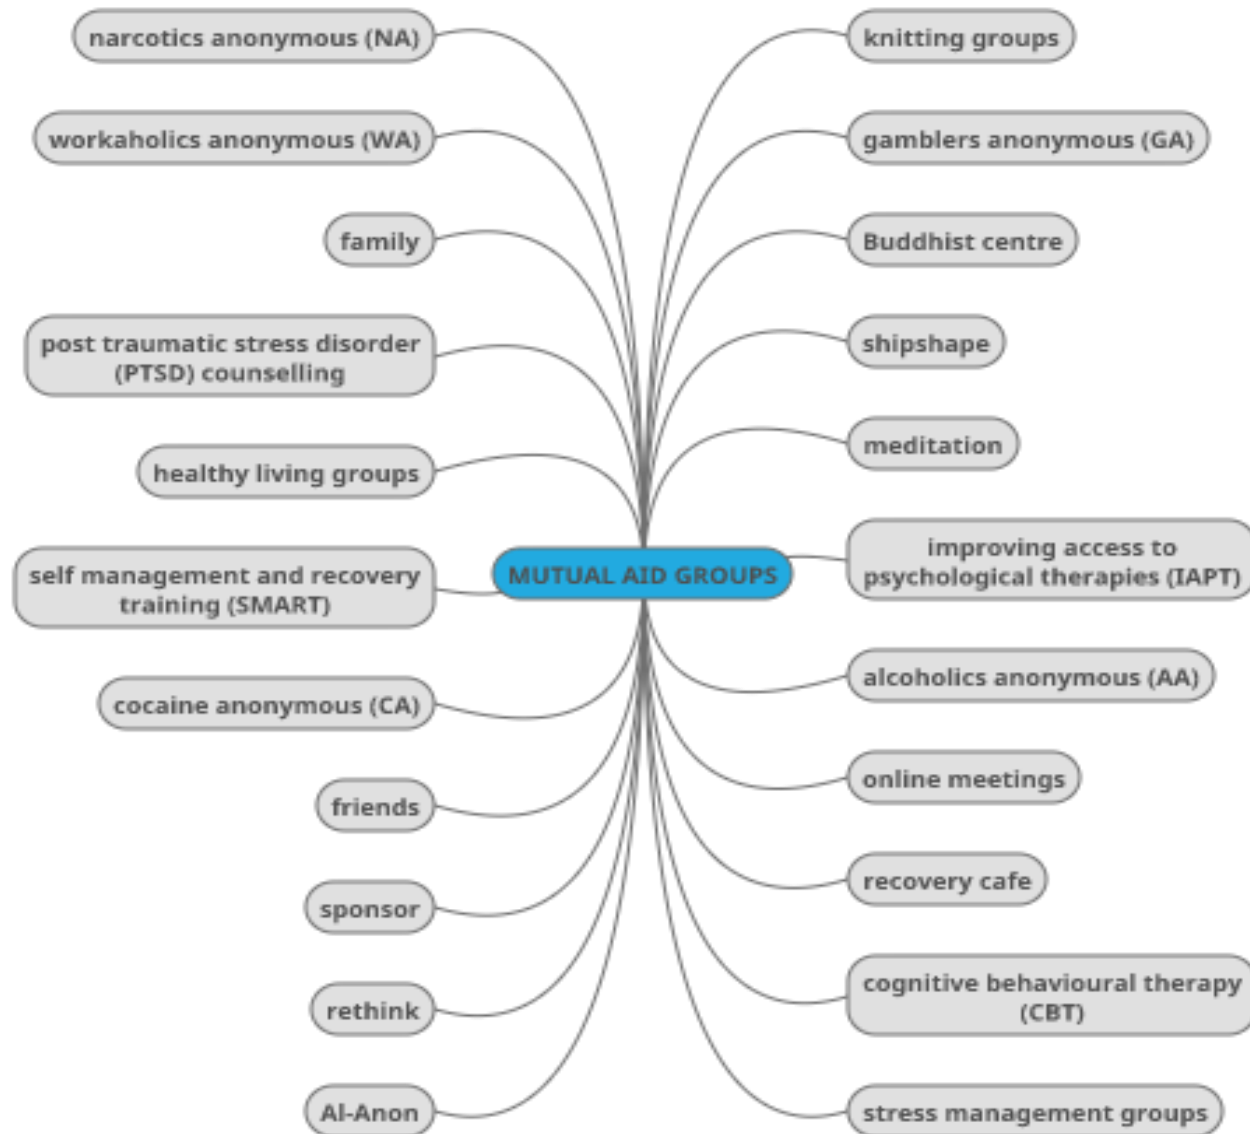 narcotics anonymous (NA)
workaholics anonymous (WA)
family
post traumatic stress disorder
(PTSD) counselling
healthy living groups
self management and recovery
training (SMART)
cocaine anonymous (CA)
friends
sponsor
rethink
Al-Anon
MUTUAL AID GROUPS
knitting groups
gamblers anonymous (GA)
Buddhist centre
shipshape
meditation
improving access to
psychological therapies (IAPT)
alcoholics anonymous (AA)
online meetings
recovery cafe
cognitive behavioural therapy
(CBT)
stress management groups